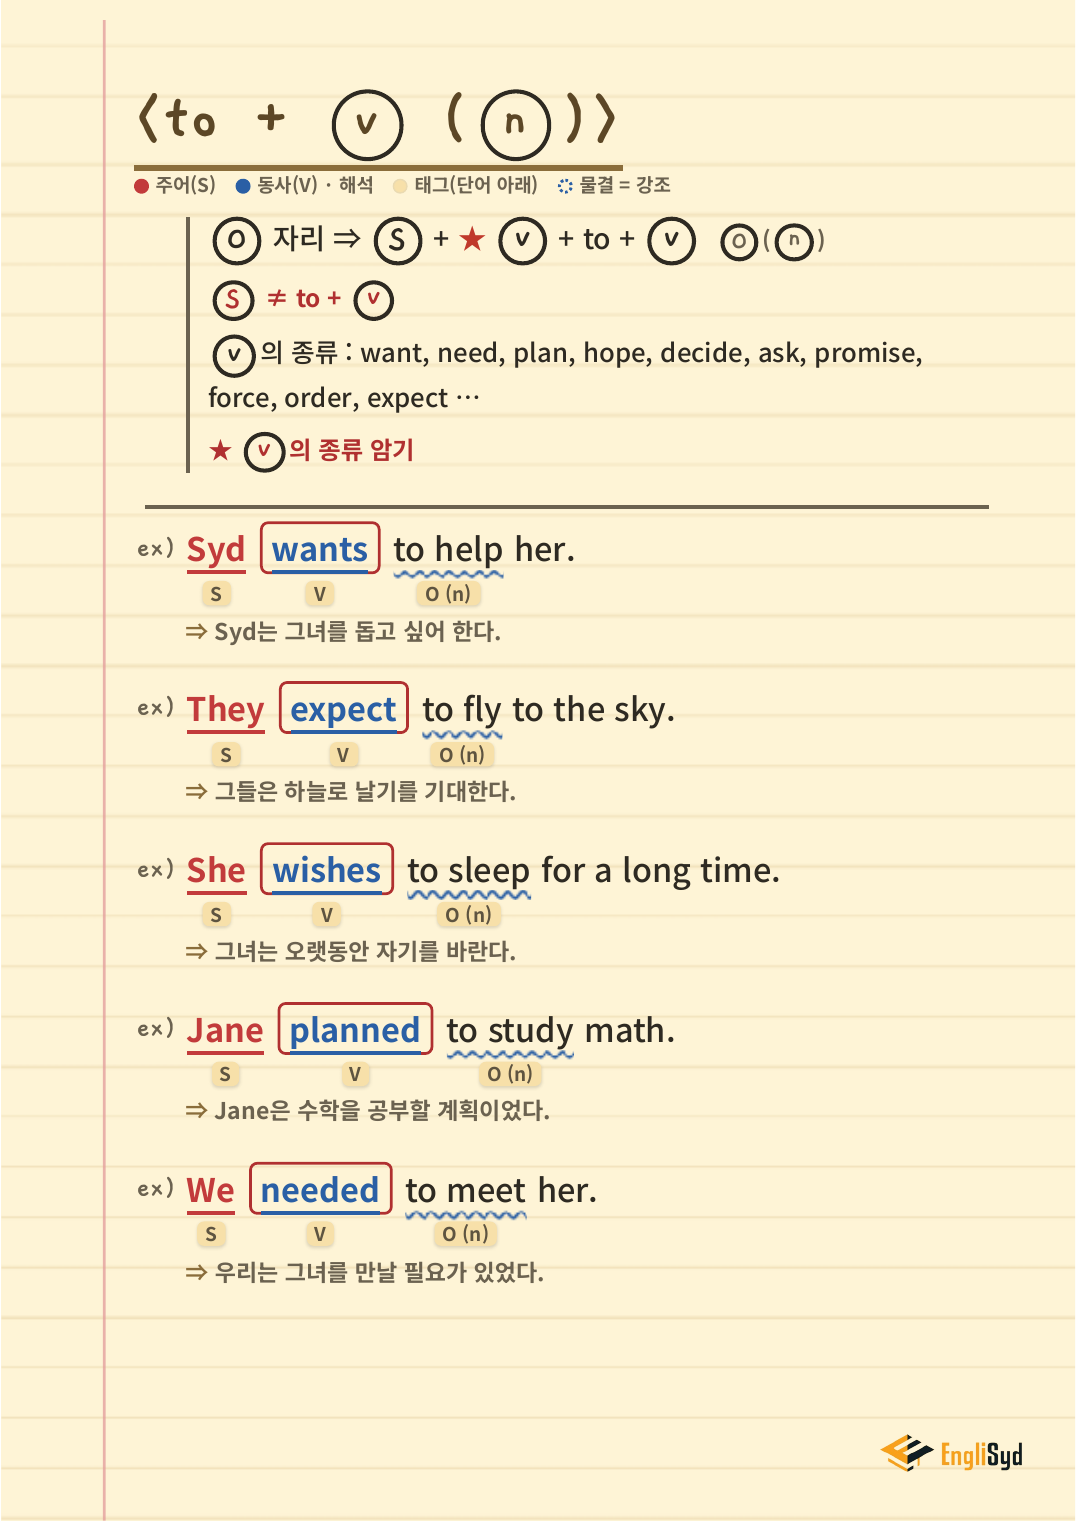 <to + v (n)>
주어(S) 동사(V) · 해석 태그(단어 아래) 물결 = 강조
O 자리 ⇒ S + ★ v + to + v O(n)
S ≠ to + v
v의 종류 : want, need, plan, hope, decide, ask, promise,
force, order, expect …
★ v의 종류 암기
ex) Syd wants to help her.
S V O (n)
⇒ Syd는 그녀를 돕고 싶어 한다.
ex) They expect to fly to the sky.
S V O (n)
⇒ 그들은 하늘로 날기를 기대한다.
ex) She wishes to sleep for a long time.
S V O (n)
⇒ 그녀는 오랫동안 자기를 바란다.
ex) Jane planned to study math.
S V O (n)
⇒ Jane은 수학을 공부할 계획이었다.
ex) We needed to meet her.
S V O (n)
⇒ 우리는 그녀를 만날 필요가 있었다.
EngliSyd